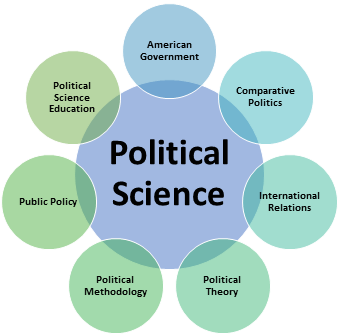 American
Government
Political
Science
Education
Comparative
Politics
Political
Science
Public Policy
International
Relations
Political
Methodology
Political
Theory